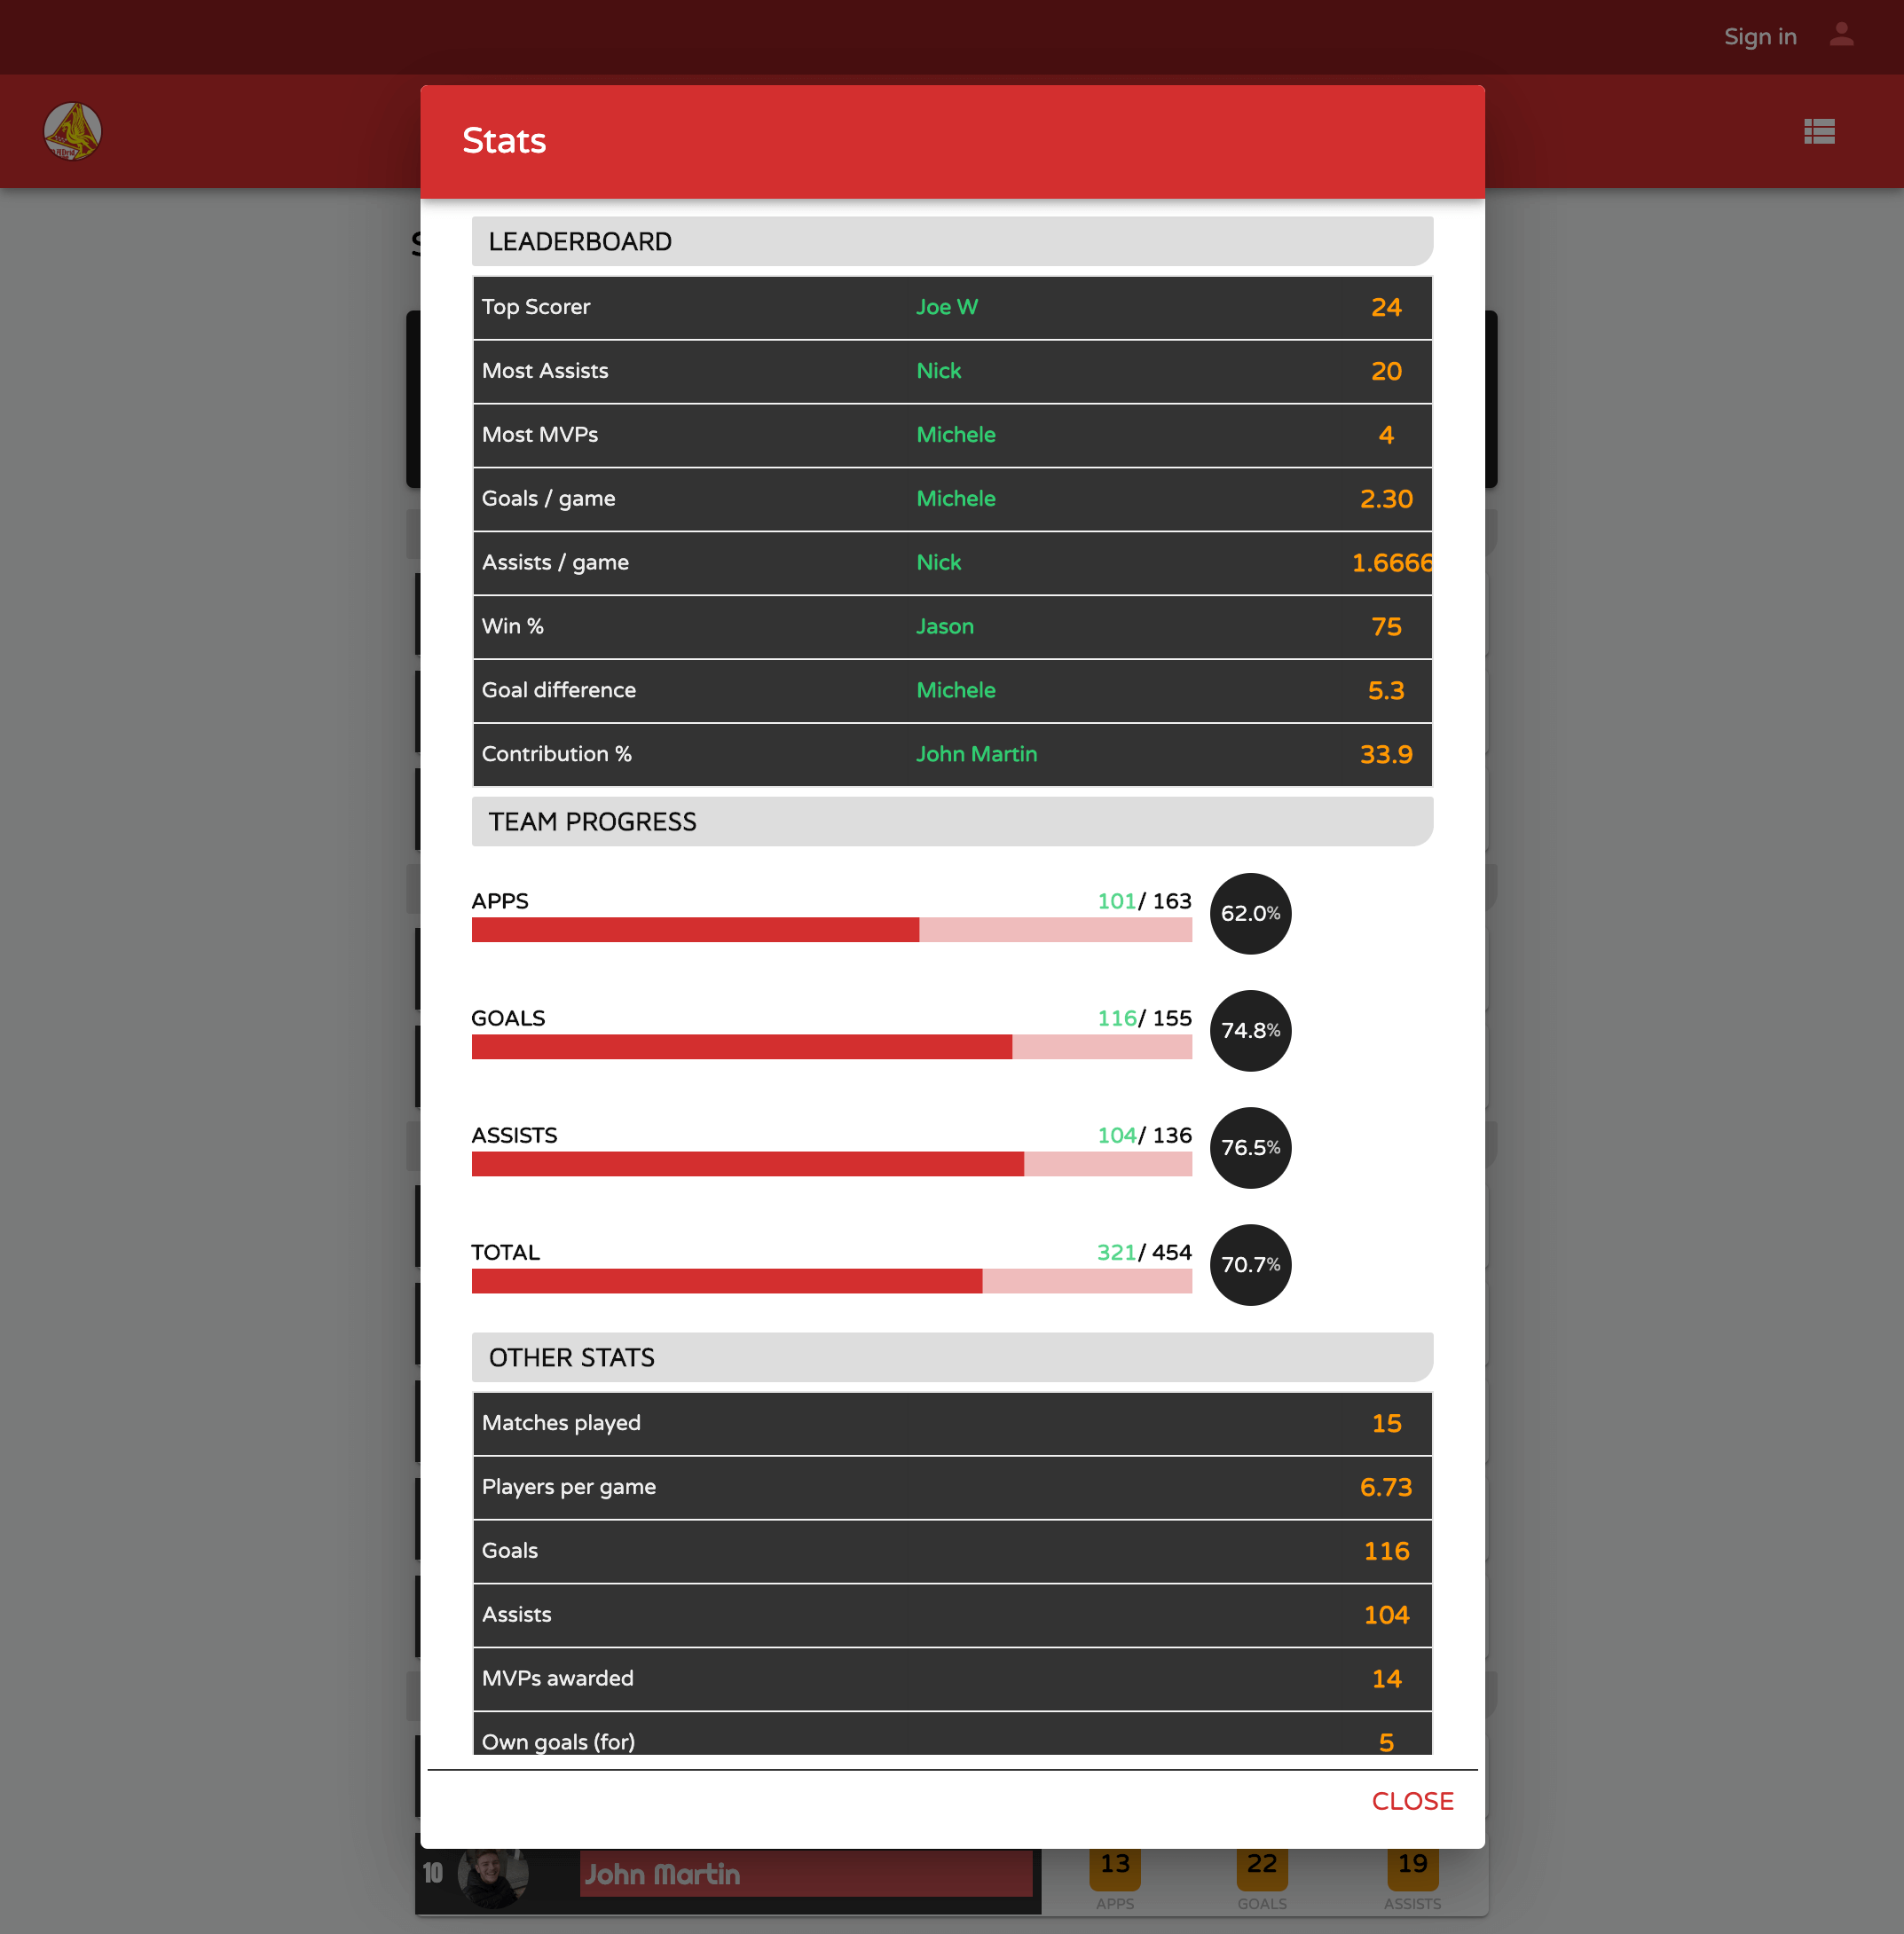 Sign in
Stats
LEADERBOARD
Top Scorer Joe W 24
Most Assists Nick 20
Most MVPs Michele 4
Goals / game Michele 2.30
Assists / game Nick 1.6666
Win % Jason 75
Goal difference Michele 5.3
Contribution % John Martin 33.9
TEAM PROGRESS
APPS 101/ 163 62.0%
GOALS 116/ 155 74.8%
ASSISTS 104/ 136 76.5%
TOTAL 321/ 454 70.7%
OTHER STATS
Matches played 15
Players per game 6.73
Goals 116
Assists 104
MVPs awarded 14
Own goals (for) 5
CLOSE
10 John Martin 13 22 19
APPS GOALS ASSISTS